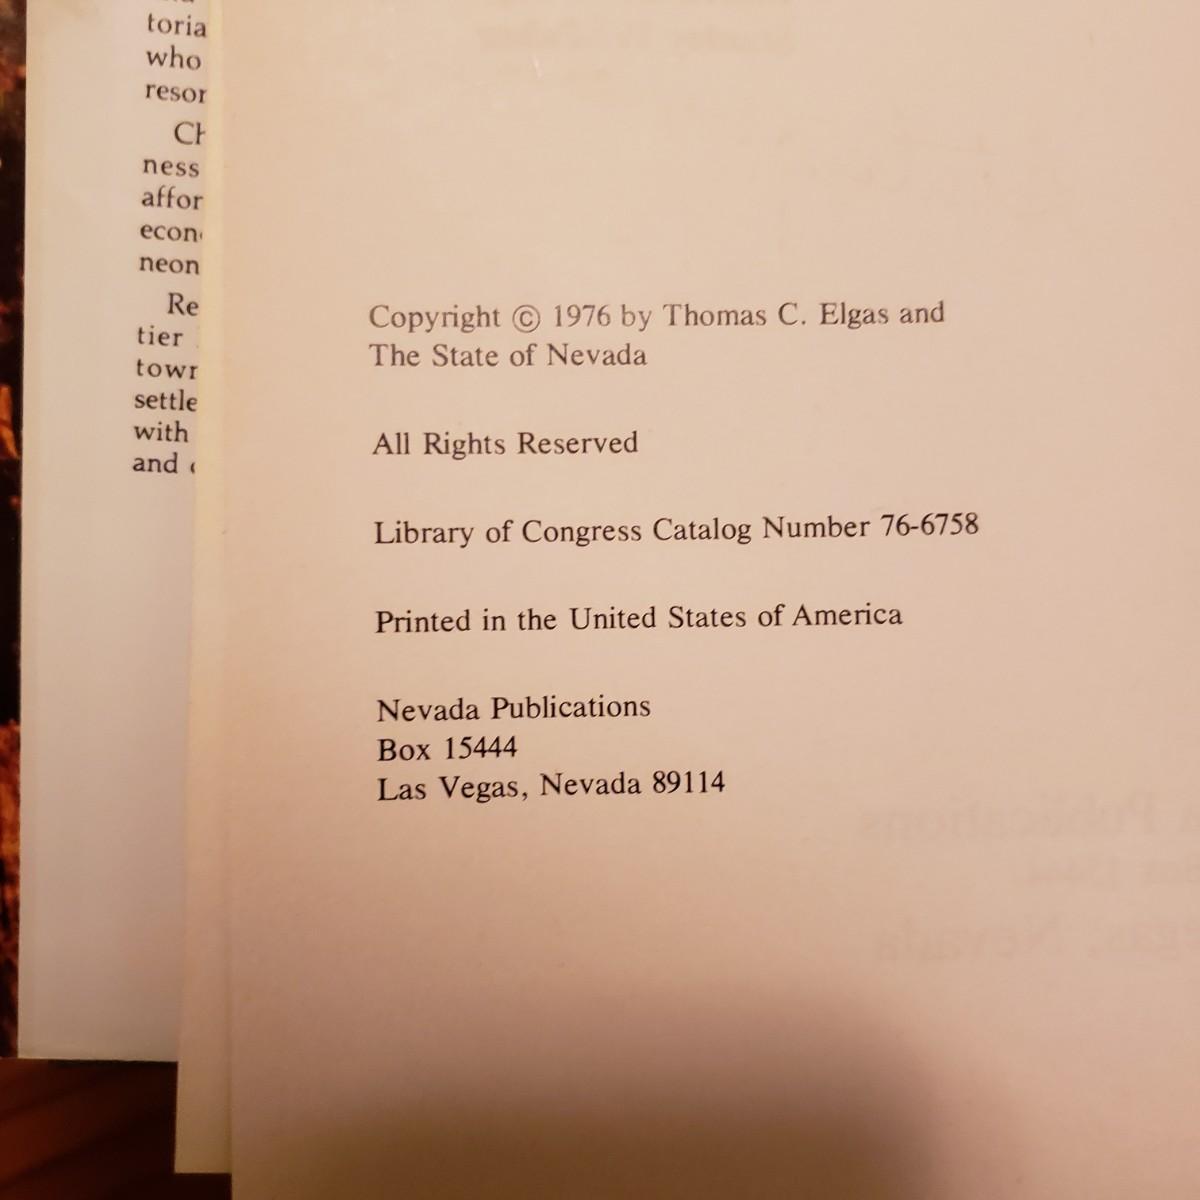 toria
who
resor
Ch
ness
affor
econ
neon
Re
tier
town
settle
with
and
Copyright © 1976 by Thomas C. Elgas and
The State of Nevada
All Rights Reserved
Library of Congress Catalog Number 76-6758
Printed in the United States of America
Nevada Publications
Box 15444
Las Vegas, Nevada 89114